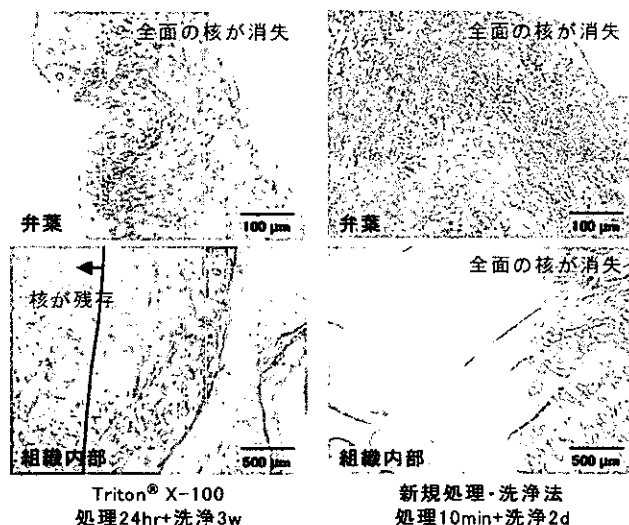 全面の核が消失
弁葉
100 µm
全面の核が消失
弁葉
100 µm
核が残存
組織内部
500 µm
全面の核が消失
組織内部
500 µm
Triton® X-100
処理24hr+洗浄3w
新規処理・洗浄法
処理10min+洗浄2d